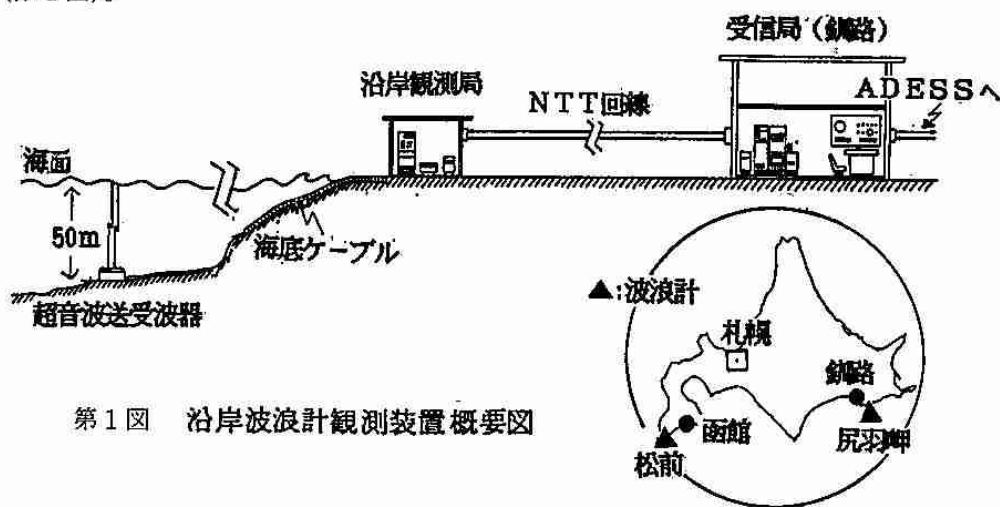 受信局（釧路）
沿岸観測局
NTT回線
ADESSへ
海面
50m
海底ケーブル
超音波送受波器
▲:波浪計
札幌
釧路
函館
尻羽岬
松前
第1図 沿岸波浪計観測装置概要図